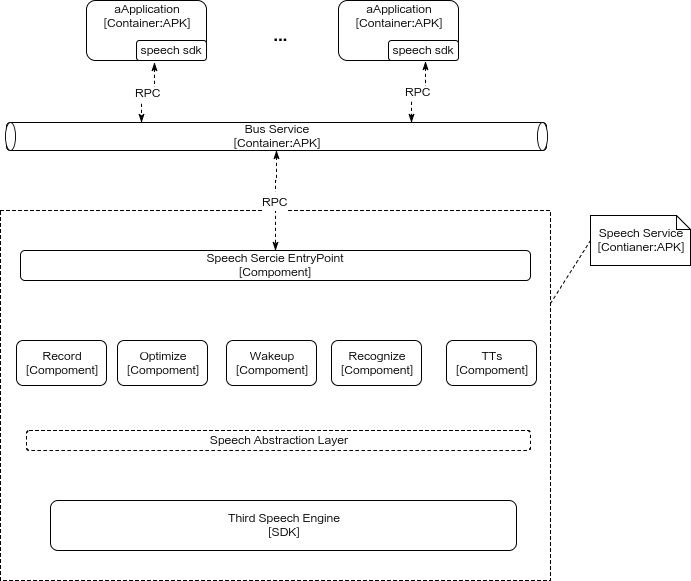 aApplication
[Container:APK]
speech sdk
...
aApplication
[Container:APK]
speech sdk
RPC
RPC
Bus Service
[Container:APK]
RPC
Speech Service
[Contianer:APK]
Speech Sercie EntryPoint
[Compoment]
Record
[Compoment]
Optimize
[Compoment]
Wakeup
[Compoment]
Recognize
[Compoment]
TTs
[Compoment]
Speech Abstraction Layer
Third Speech Engine
[SDK]